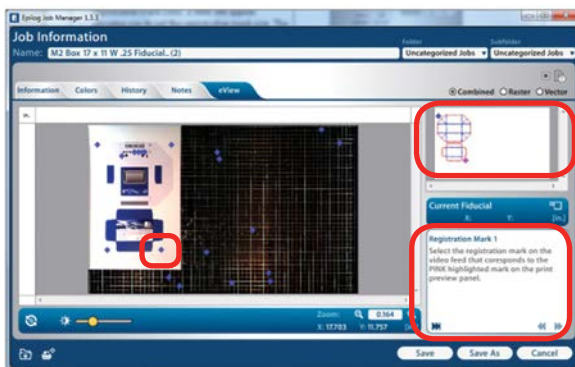 Epilog Job Manager 1.3.3
Job Information
Name: M2 Box 17 x 11 W .25 Fiducial.. (2)
Folder
Subfolder
Uncategorized Jobs
Uncategorized Jobs
Information
Colors
History
Notes
eView
Combined
Raster
Vector
Current Fiducial
X:
Y:
[in.]
Registration Mark 1
Select the registration mark on the
video feed that coresponds to the
PINK highlighted mark on the print
preview panel.
Zoom:
0.164
X: 17.703
Y: 11.757
Save
Save As
Cancel